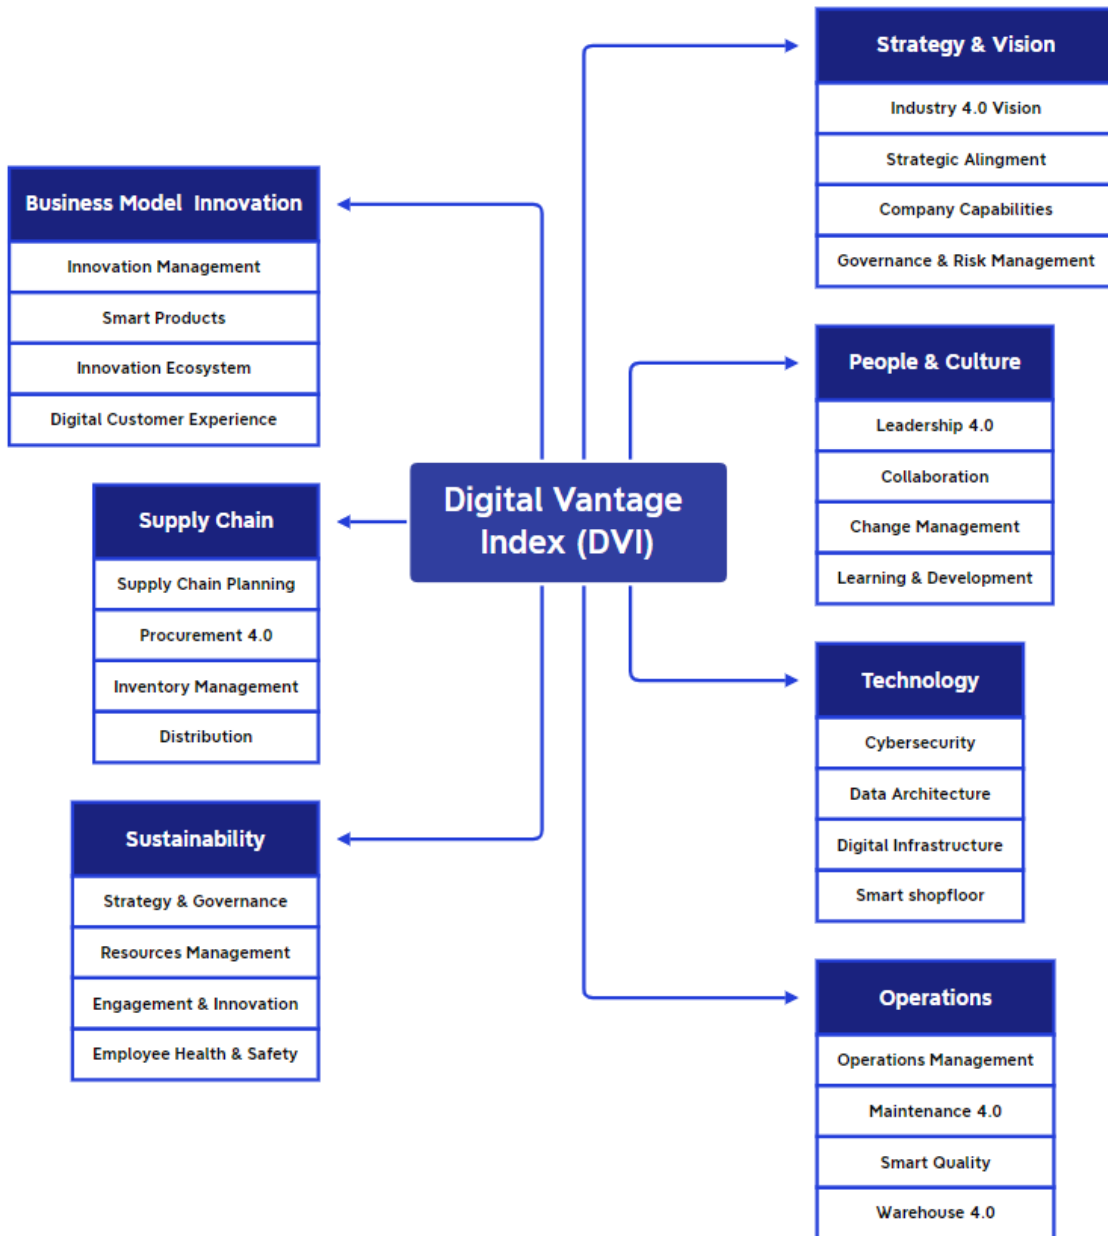 Strategy & Vision
Industry 4.0 Vision
Strategic Alingment
Company Capabilities
Governance & Risk Management
Business Model Innovation
Innovation Management
Smart Products
Innovation Ecosystem
Digital Customer Experience
People & Culture
Leadership 4.0
Collaboration
Change Management
Learning & Development
Digital Vantage
Index (DVI)
Supply Chain
Supply Chain Planning
Procurement 4.0
Inventory Management
Distribution
Technology
Cybersecurity
Data Architecture
Digital Infrastructure
Smart shopfloor
Sustainability
Strategy & Governance
Resources Management
Engagement & Innovation
Employee Health & Safety
Operations
Operations Management
Maintenance 4.0
Smart Quality
Warehouse 4.0